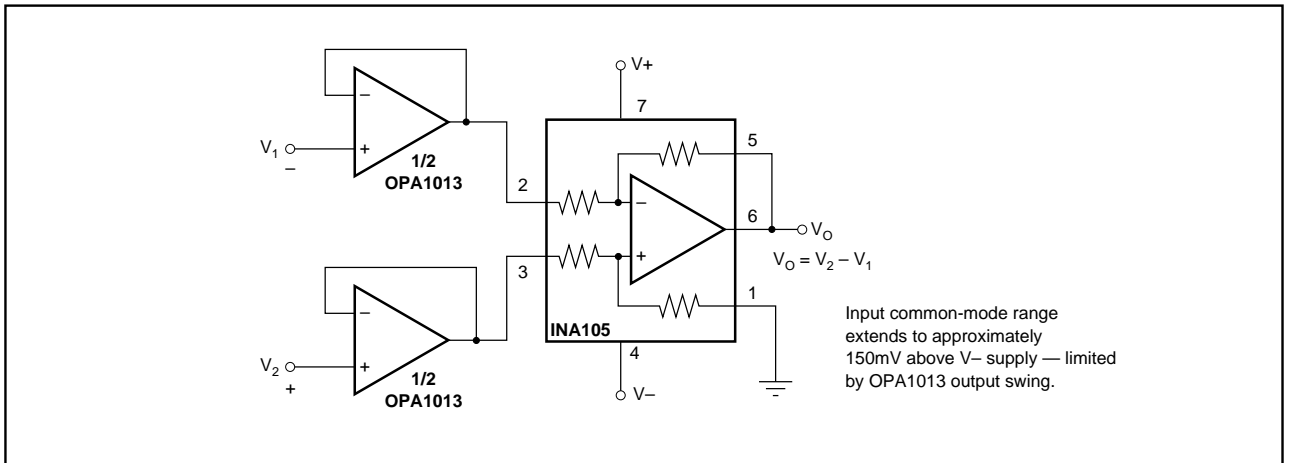 V+
7
–
V1
–
+
1/2
OPA1013
2
–
5
6
VO
VO = V2 – V1
+
3
1
INA105
4
V–
–
V2
+
+
1/2
OPA1013
Input common-mode range
extends to approximately
150mV above V– supply — limited
by OPA1013 output swing.